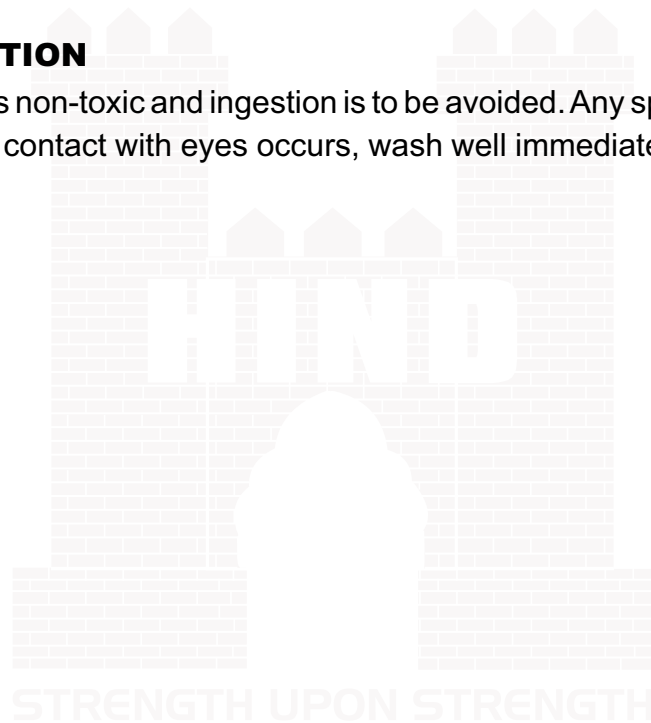 TION
s non-toxic and ingestion is to be avoided. Any sp
contact with eyes occurs, wash well immediate
HIND
STRENGTH UPON STRENGTH